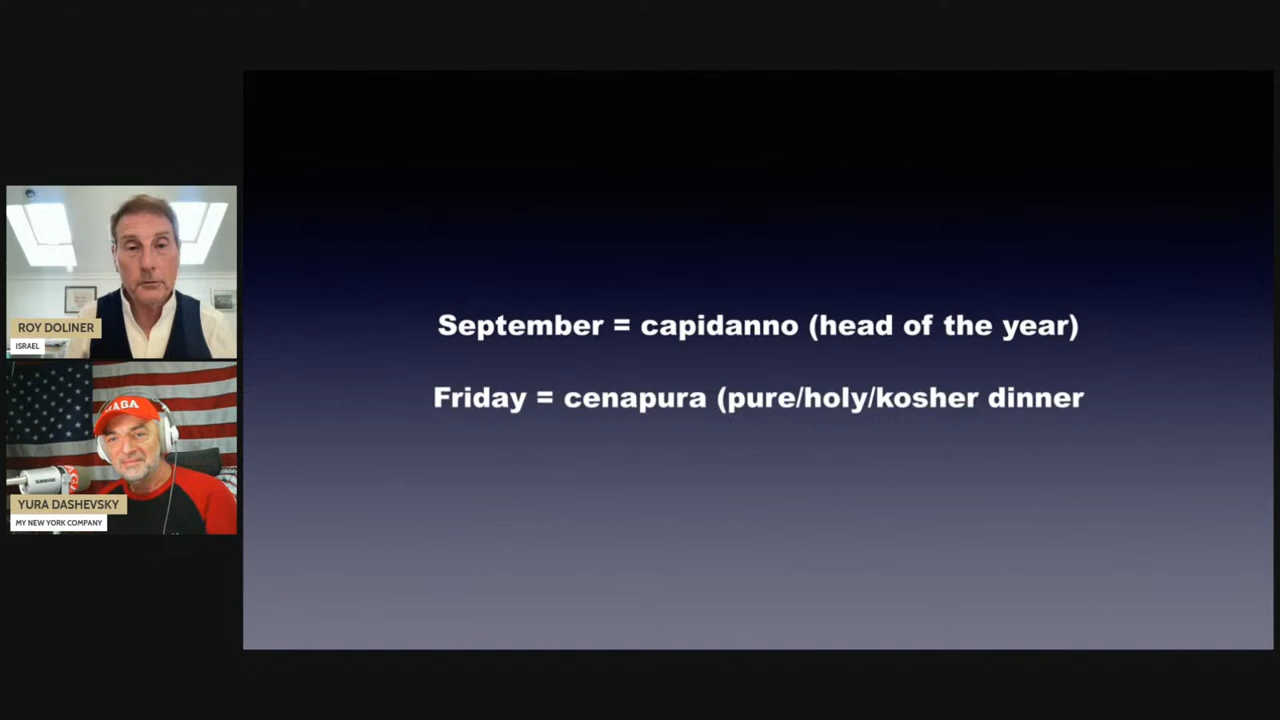 September = capidanno (head of the year)
Friday = cenapura (pure/holy/kosher dinner
ROY DOLINER
ISRAEL
YURA DASHEVSKY
MY NEW YORK COMPANY